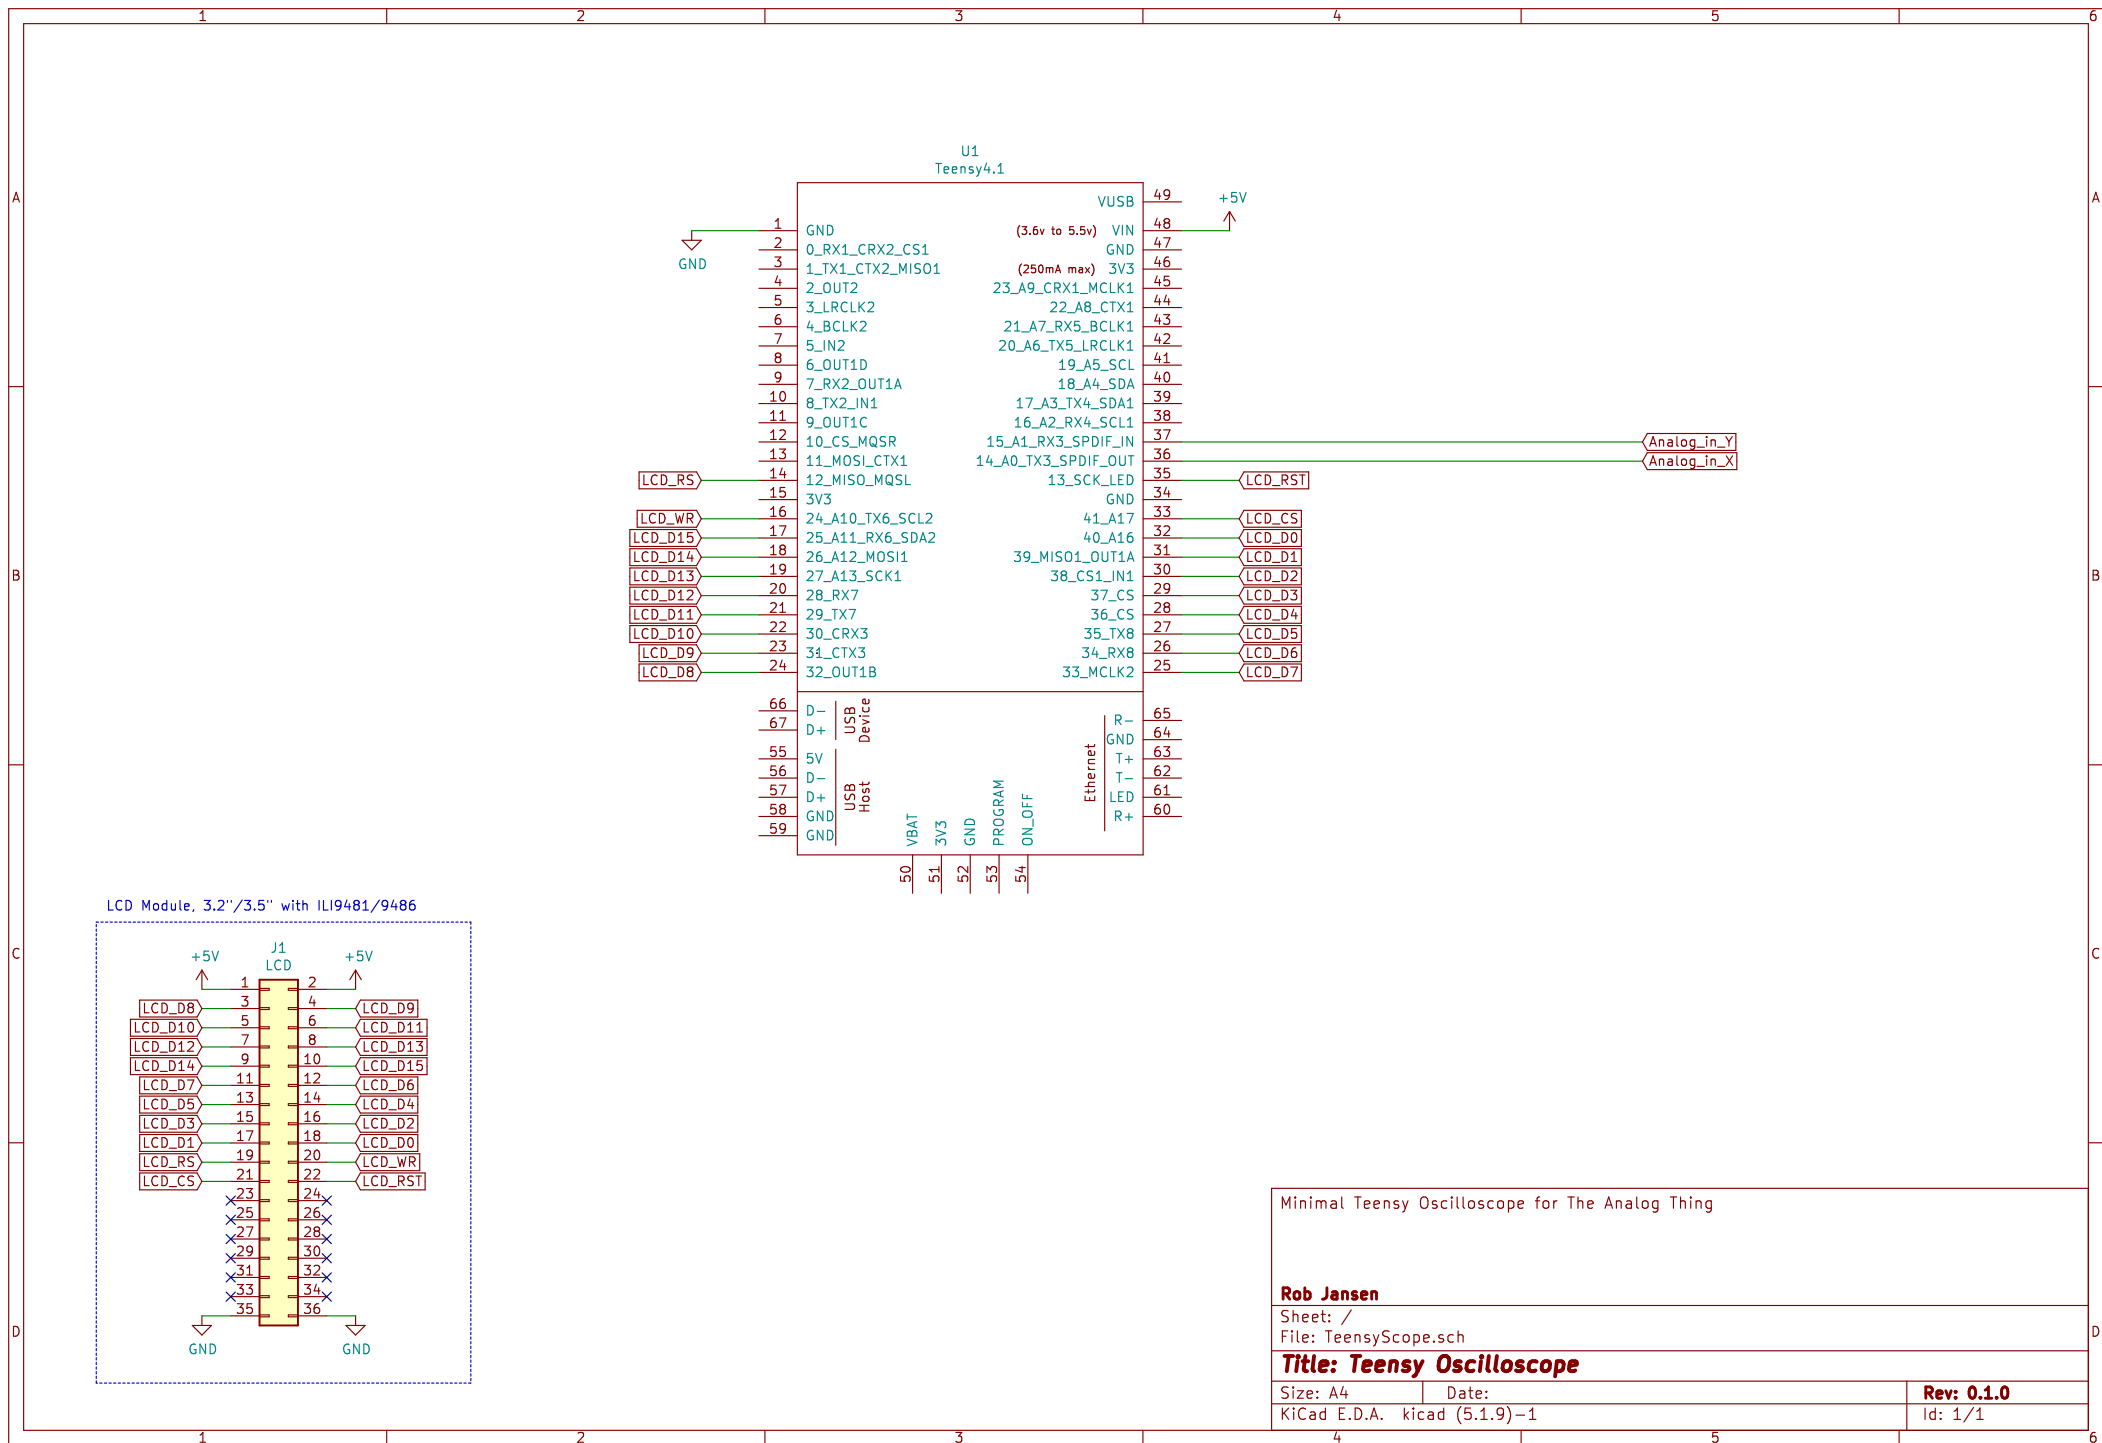 1 2 3 4 5 6
A A
B B
C C
D D
U1
Teensy4.1
VUSB 49
+5V
1 GND (3.6v to 5.5v) VIN 48
GND
2 0_RX1_CRX2_CS1 GND 47
3 1_TX1_CTX2_MISO1 (250mA max) 3V3 46
4 2_OUT2 23_A9_CRX1_MCLK1 45
5 3_LRCLK2 22_A8_CTX1 44
6 4_BCLK2 21_A7_RX5_BCLK1 43
7 5_IN2 20_A6_TX5_LRCLK1 42
8 6_OUT1D 19_A5_SCL 41
9 7_RX2_OUT1A 18_A4_SDA 40
10 8_TX2_IN1 17_A3_TX4_SDA1 39
11 9_OUT1C 16_A2_RX4_SCL1 38
12 10_CS_MQSR 15_A1_RX3_SPDIF_IN 37 Analog_in_Y
13 11_MOSI_CTX1 14_A0_TX3_SPDIF_OUT 36 Analog_in_X
LCD_RS 14 12_MISO_MQSL 13_SCK_LED 35 LCD_RST
15 3V3 GND 34
LCD_WR 16 24_A10_TX6_SCL2 41_A17 33 LCD_CS
LCD_D15 17 25_A11_RX6_SDA2 40_A16 32 LCD_D0
LCD_D14 18 26_A12_MOSI1 39_MISO1_OUT1A 31 LCD_D1
LCD_D13 19 27_A13_SCK1 38_CS1_IN1 30 LCD_D2
LCD_D12 20 28_RX7 37_CS 29 LCD_D3
LCD_D11 21 29_TX7 36_CS 28 LCD_D4
LCD_D10 22 30_CRX3 35_TX8 27 LCD_D5
LCD_D9 23 31_CTX3 34_RX8 26 LCD_D6
LCD_D8 24 32_OUT1B 33_MCLK2 25 LCD_D7
66 D-
67 D+
USB
Device
55 5V
56 D-
57 D+
58 GND
59 GND
USB
Host
R- 65
GND 64
T+ 63
T- 62
LED 61
R+ 60
Ethernet
VBAT 3V3 GND PROGRAM ON_OFF
50 51 52 53 54
LCD Module, 3.2"/3.5" with ILI9481/9486
J1
LCD
+5V +5V
1 2
LCD_D8 3 4 LCD_D9
LCD_D10 5 6 LCD_D11
LCD_D12 7 8 LCD_D13
LCD_D14 9 10 LCD_D15
LCD_D7 11 12 LCD_D6
LCD_D5 13 14 LCD_D4
LCD_D3 15 16 LCD_D2
LCD_D1 17 18 LCD_D0
LCD_RS 19 20 LCD_WR
LCD_CS 21 22 LCD_RST
23 24
25 26
27 28
29 30
31 32
33 34
35 36
GND GND
Minimal Teensy Oscilloscope for The Analog Thing
Rob Jansen
Sheet: /
File: TeensyScope.sch
Title: Teensy Oscilloscope
Size: A4 Date: Rev: 0.1.0
KiCad E.D.A. kicad (5.1.9)-1 Id: 1/1
1 2 3 4 5 6